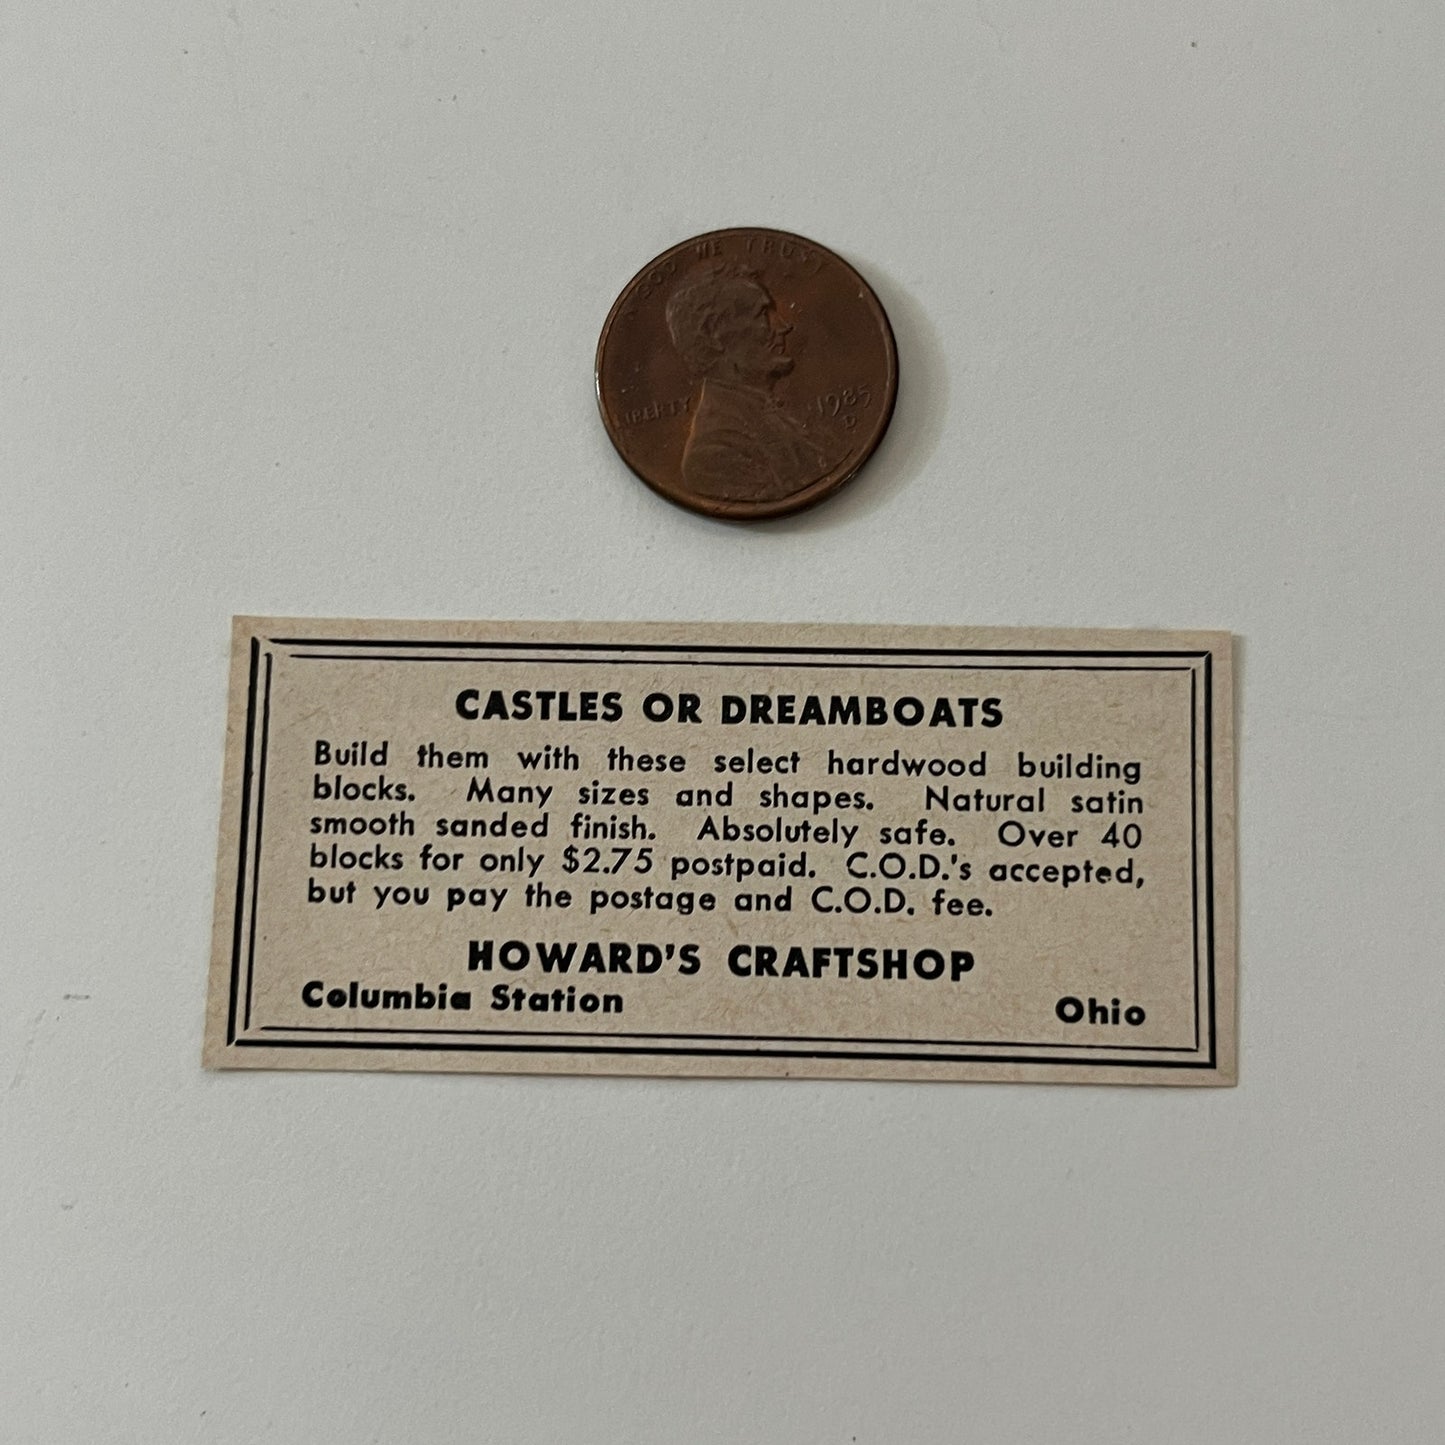 IN GOD WE TRUST
LIBERTY
1985
D
CASTLES OR DREAMBOATS
Build them with these select hardwood building
blocks. Many sizes and shapes. Natural satin
smooth sanded finish. Absolutely safe. Over 40
blocks for only $2.75 postpaid. C.O.D.'s accepted,
but you pay the postage and C.O.D. fee.
HOWARD'S CRAFTSHOP
Columbia Station Ohio